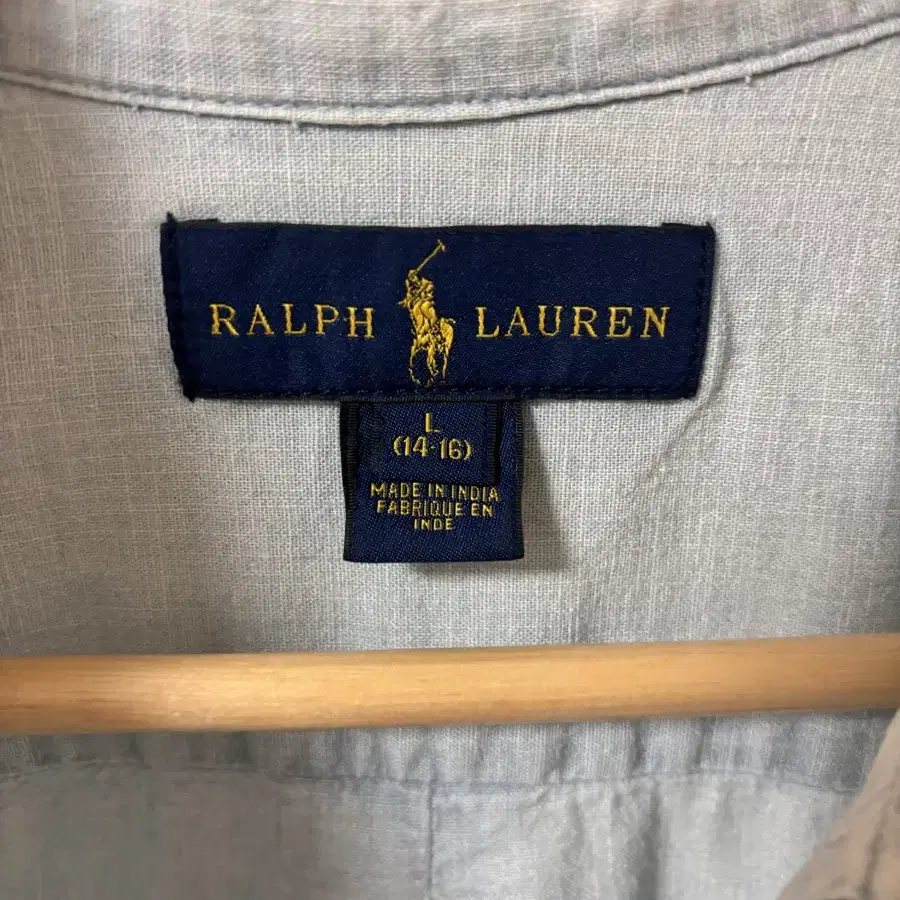 RALPH LAUREN
L
(14-16)
MADE IN INDIA
FABRIQUE EN
INDE